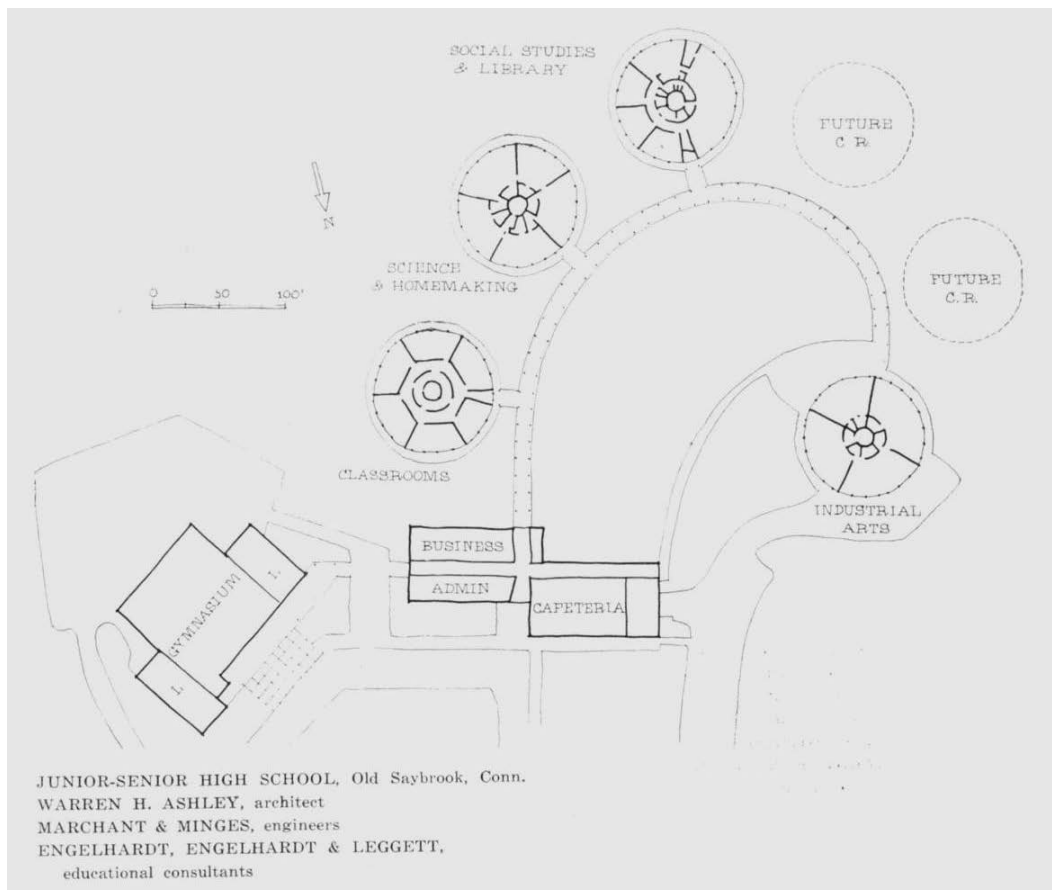 SOCIAL STUDIES
& LIBRARY
FUTURE
C.R.
N
SCIENCE
& HOMEMAKING
FUTURE
C.R.
0 50 100'
CLASSROOMS
INDUSTRIAL
ARTS
BUSINESS
ADMIN
CAFETERIA
GYMNASIUM
L
L
JUNIOR-SENIOR HIGH SCHOOL, Old Saybrook, Conn.
WARREN H. ASHLEY, architect
MARCHANT & MINGES, engineers
ENGELHARDT, ENGELHARDT & LEGGETT,
educational consultants